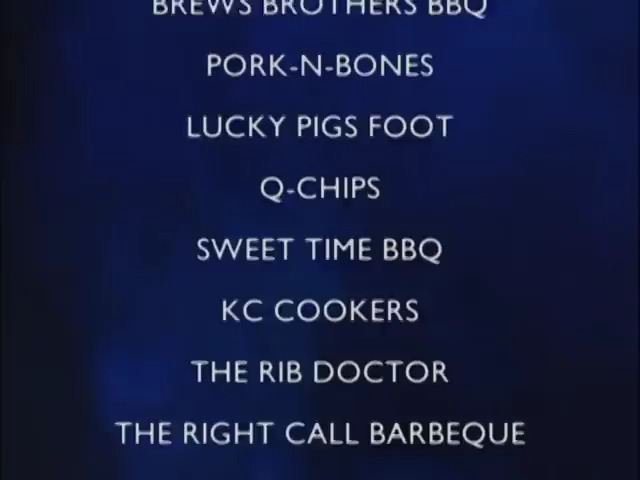 BREWS BROTHERS BBQ
PORK-N-BONES
LUCKY PIGS FOOT
Q-CHIPS
SWEET TIME BBQ
KC COOKERS
THE RIB DOCTOR
THE RIGHT CALL BARBEQUE